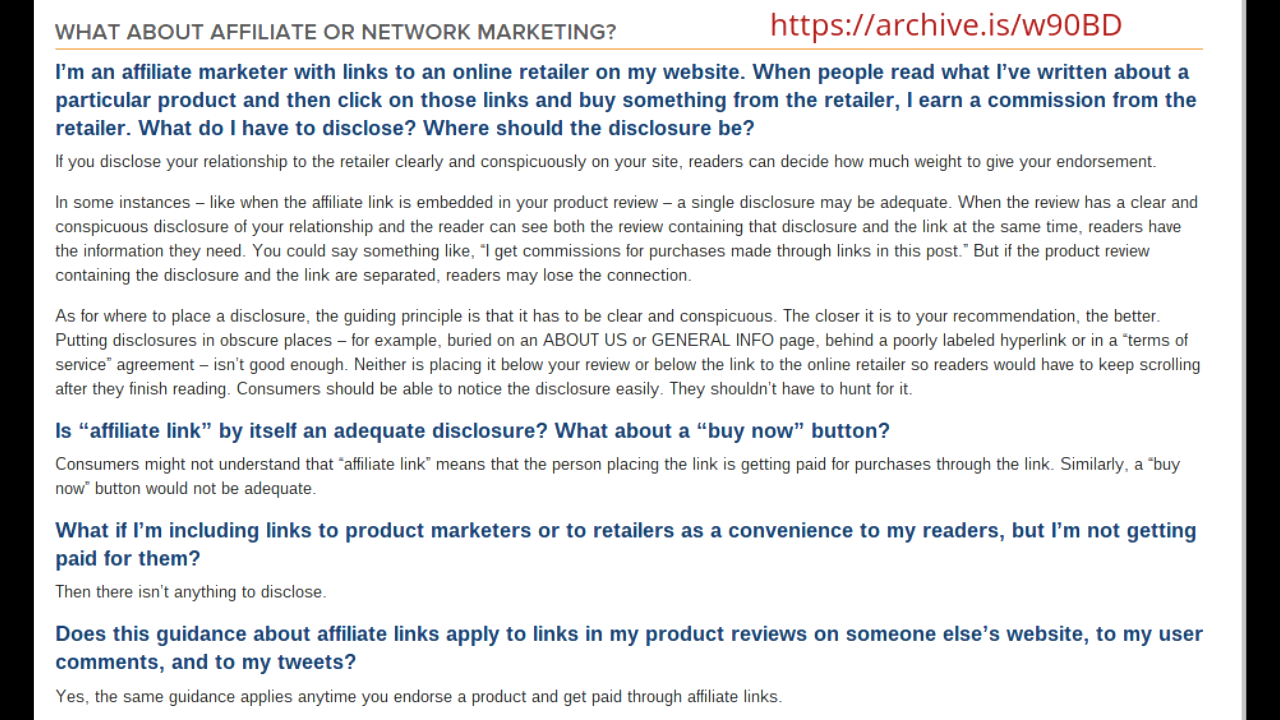 WHAT ABOUT AFFILIATE OR NETWORK MARKETING?
https://archive.is/w90BD
I’m an affiliate marketer with links to an online retailer on my website. When people read what I’ve written about a
particular product and then click on those links and buy something from the retailer, I earn a commission from the
retailer. What do I have to disclose? Where should the disclosure be?
If you disclose your relationship to the retailer clearly and conspicuously on your site, readers can decide how much weight to give your endorsement.
In some instances – like when the affiliate link is embedded in your product review – a single disclosure may be adequate. When the review has a clear and
conspicuous disclosure of your relationship and the reader can see both the review containing that disclosure and the link at the same time, readers have
the information they need. You could say something like, “I get commissions for purchases made through links in this post.” But if the product review
containing the disclosure and the link are separated, readers may lose the connection.
As for where to place a disclosure, the guiding principle is that it has to be clear and conspicuous. The closer it is to your recommendation, the better.
Putting disclosures in obscure places – for example, buried on an ABOUT US or GENERAL INFO page, behind a poorly labeled hyperlink or in a “terms of
service” agreement – isn’t good enough. Neither is placing it below your review or below the link to the online retailer so readers would have to keep scrolling
after they finish reading. Consumers should be able to notice the disclosure easily. They shouldn’t have to hunt for it.
Is “affiliate link” by itself an adequate disclosure? What about a “buy now” button?
Consumers might not understand that “affiliate link” means that the person placing the link is getting paid for purchases through the link. Similarly, a “buy
now” button would not be adequate.
What if I’m including links to product marketers or to retailers as a convenience to my readers, but I’m not getting
paid for them?
Then there isn’t anything to disclose.
Does this guidance about affiliate links apply to links in my product reviews on someone else’s website, to my user
comments, and to my tweets?
Yes, the same guidance applies anytime you endorse a product and get paid through affiliate links.